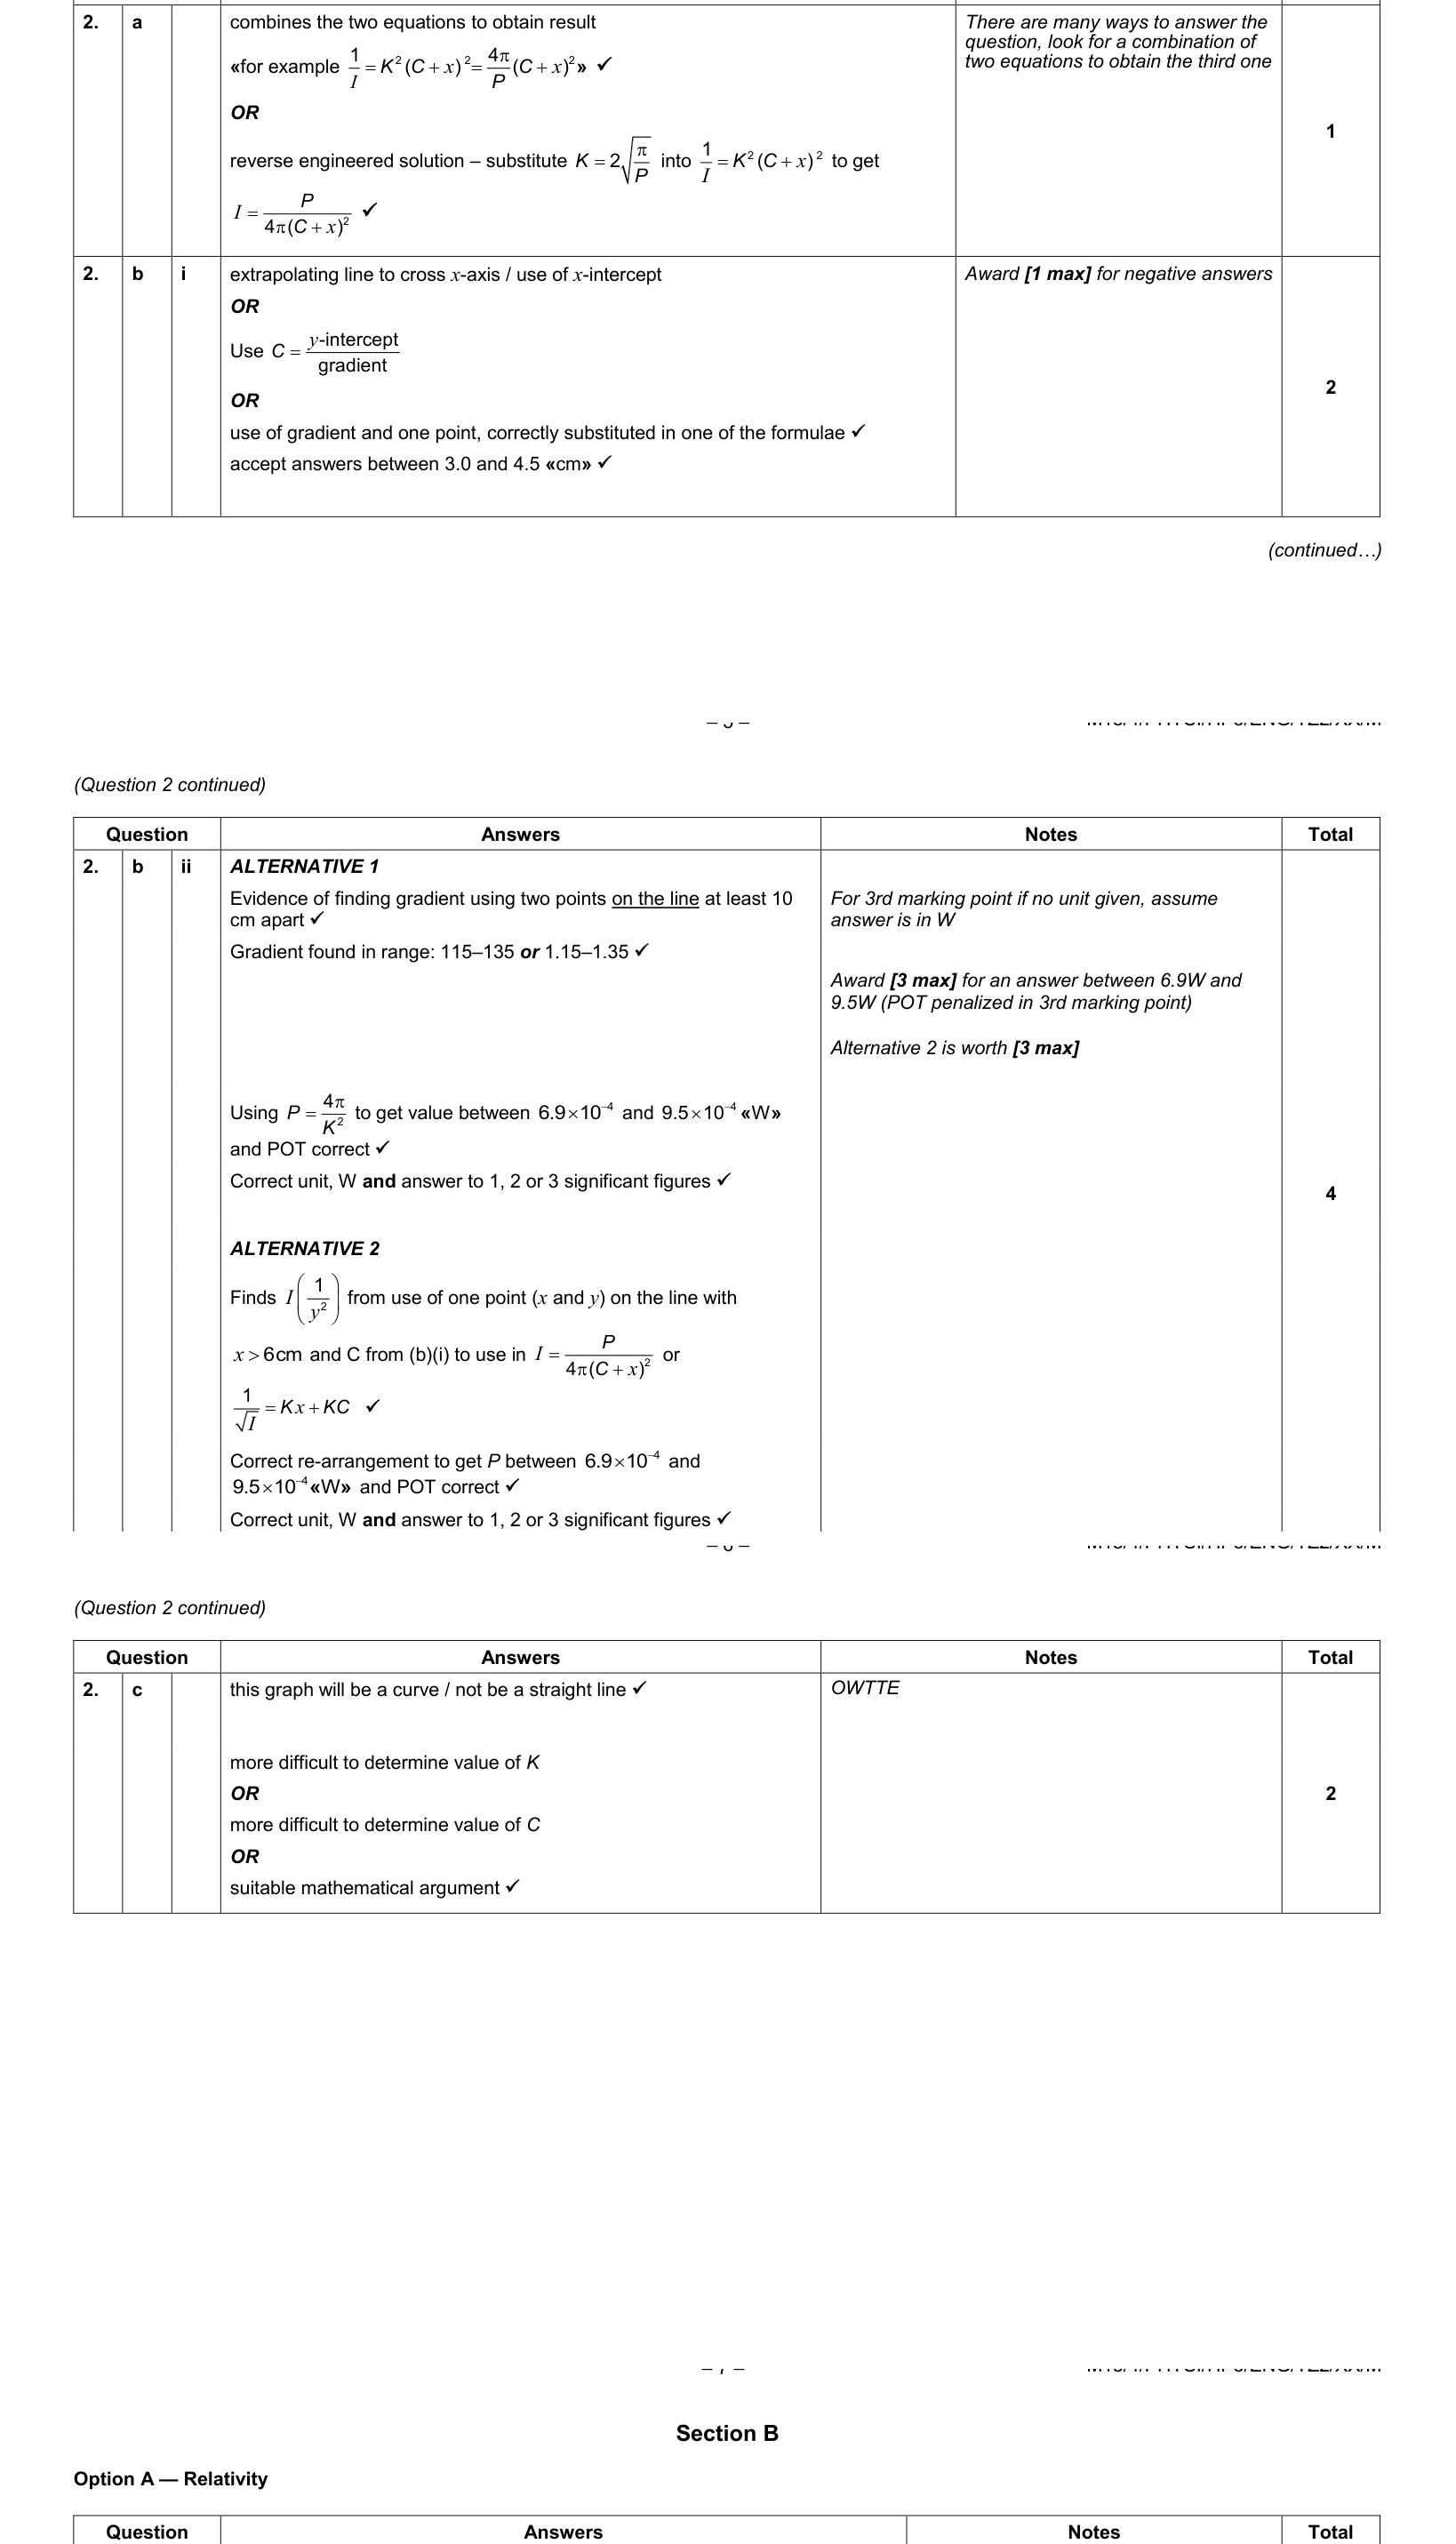 2. a combines the two equations to obtain result
«for example 1/I = K²(C + x)² = 4π/P (C + x)²» ✓
OR
reverse engineered solution – substitute K = 2√(π/P) into 1/I = K²(C + x)² to get
I = P/(4π(C + x)²) ✓
There are many ways to answer the
question, look for a combination of
two equations to obtain the third one
1
2. b i extrapolating line to cross x-axis / use of x-intercept
OR
Use C = y-intercept/gradient
OR
use of gradient and one point, correctly substituted in one of the formulae ✓
accept answers between 3.0 and 4.5 «cm» ✓
Award [1 max] for negative answers
2
(continued…)
(Question 2 continued)
Question Answers Notes Total
2. b ii ALTERNATIVE 1
Evidence of finding gradient using two points on the line at least 10
cm apart ✓
Gradient found in range: 115–135 or 1.15–1.35 ✓
Using P = 4π/K² to get value between 6.9×10⁻⁴ and 9.5×10⁻⁴ «W»
and POT correct ✓
Correct unit, W and answer to 1, 2 or 3 significant figures ✓
ALTERNATIVE 2
Finds I(1/y²) from use of one point (x and y) on the line with
x > 6cm and C from (b)(i) to use in I = P/(4π(C + x)²) or
1/√I = Kx + KC ✓
Correct re-arrangement to get P between 6.9×10⁻⁴ and
9.5×10⁻⁴ «W» and POT correct ✓
Correct unit, W and answer to 1, 2 or 3 significant figures ✓
For 3rd marking point if no unit given, assume
answer is in W
Award [3 max] for an answer between 6.9W and
9.5W (POT penalized in 3rd marking point)
Alternative 2 is worth [3 max]
4
(Question 2 continued)
Question Answers Notes Total
2. c this graph will be a curve / not be a straight line ✓
more difficult to determine value of K
OR
more difficult to determine value of C
OR
suitable mathematical argument ✓
OWTTE
2
Section B
Option A — Relativity
Question Answers Notes Total